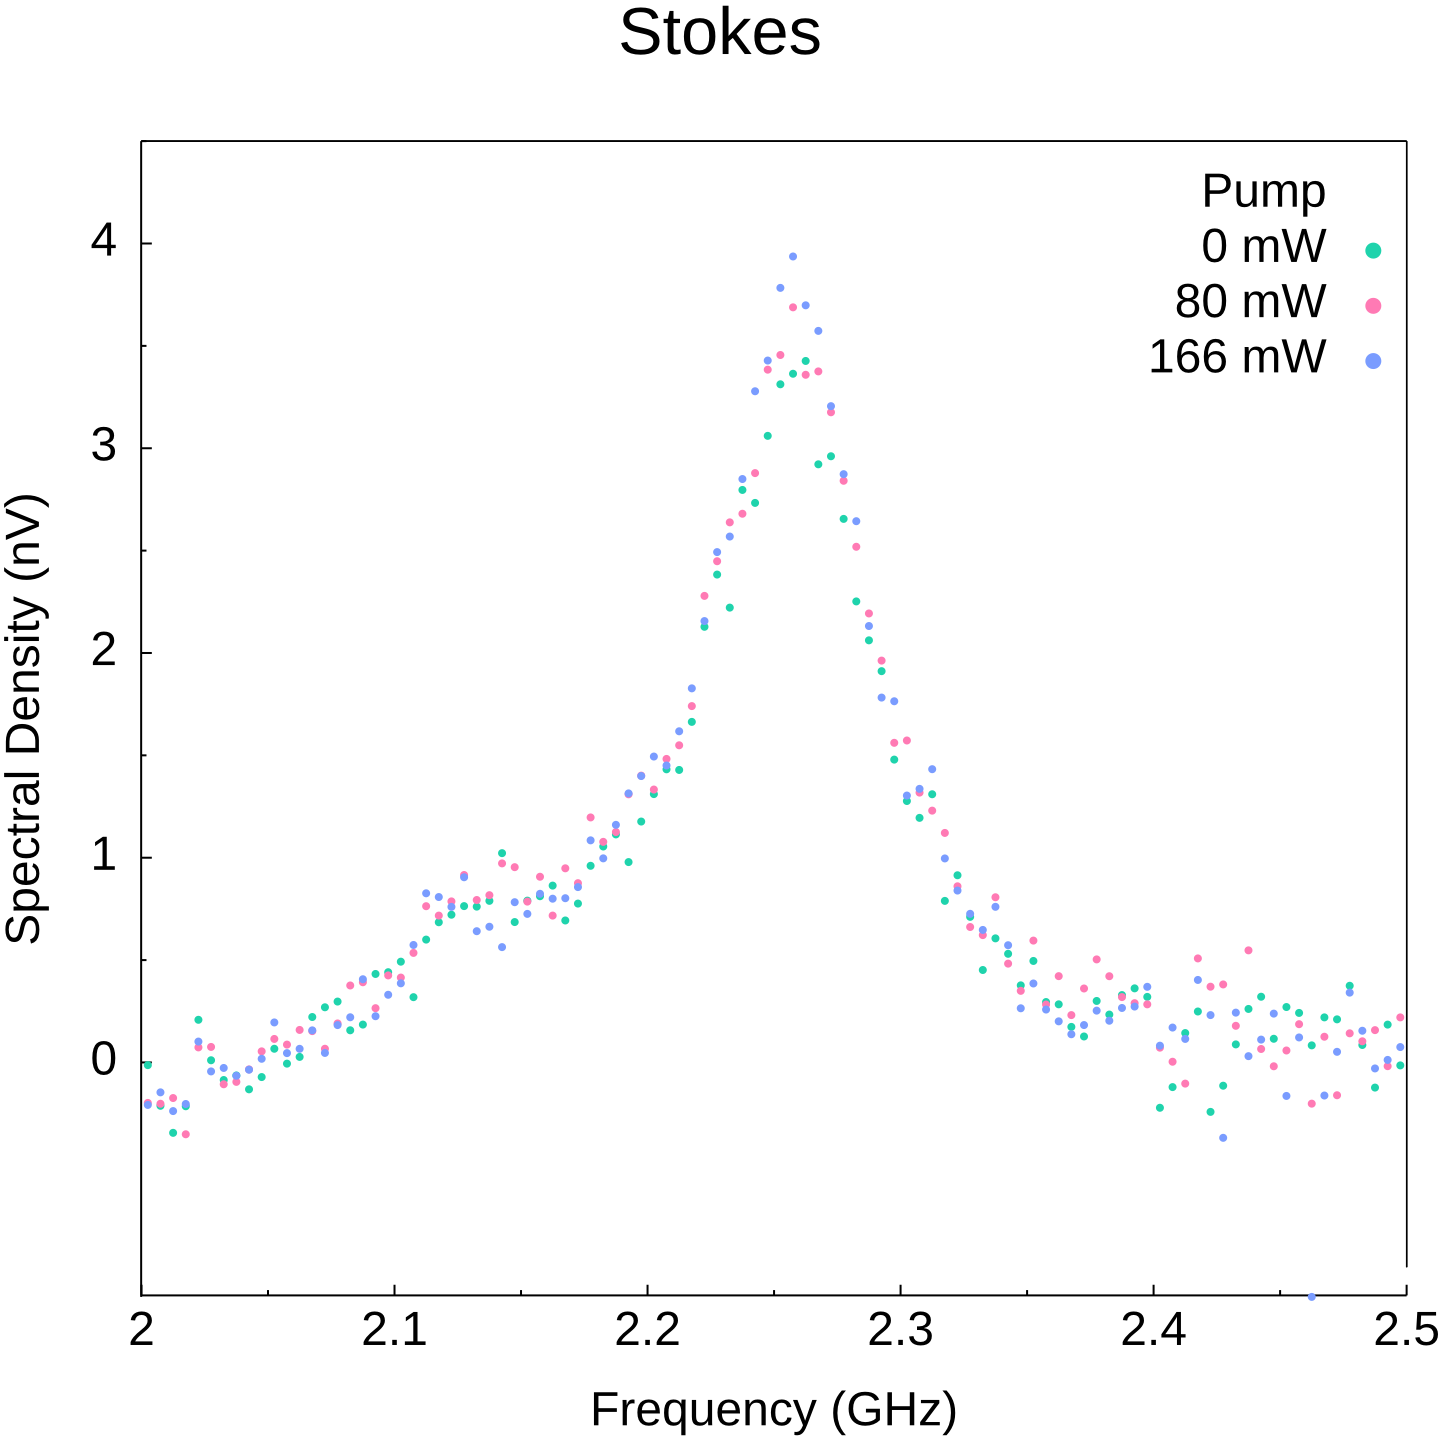 Stokes
Pump
0 mW
80 mW
166 mW
4
3
2
1
0
Spectral Density (nV)
2 2.1 2.2 2.3 2.4 2.5
Frequency (GHz)